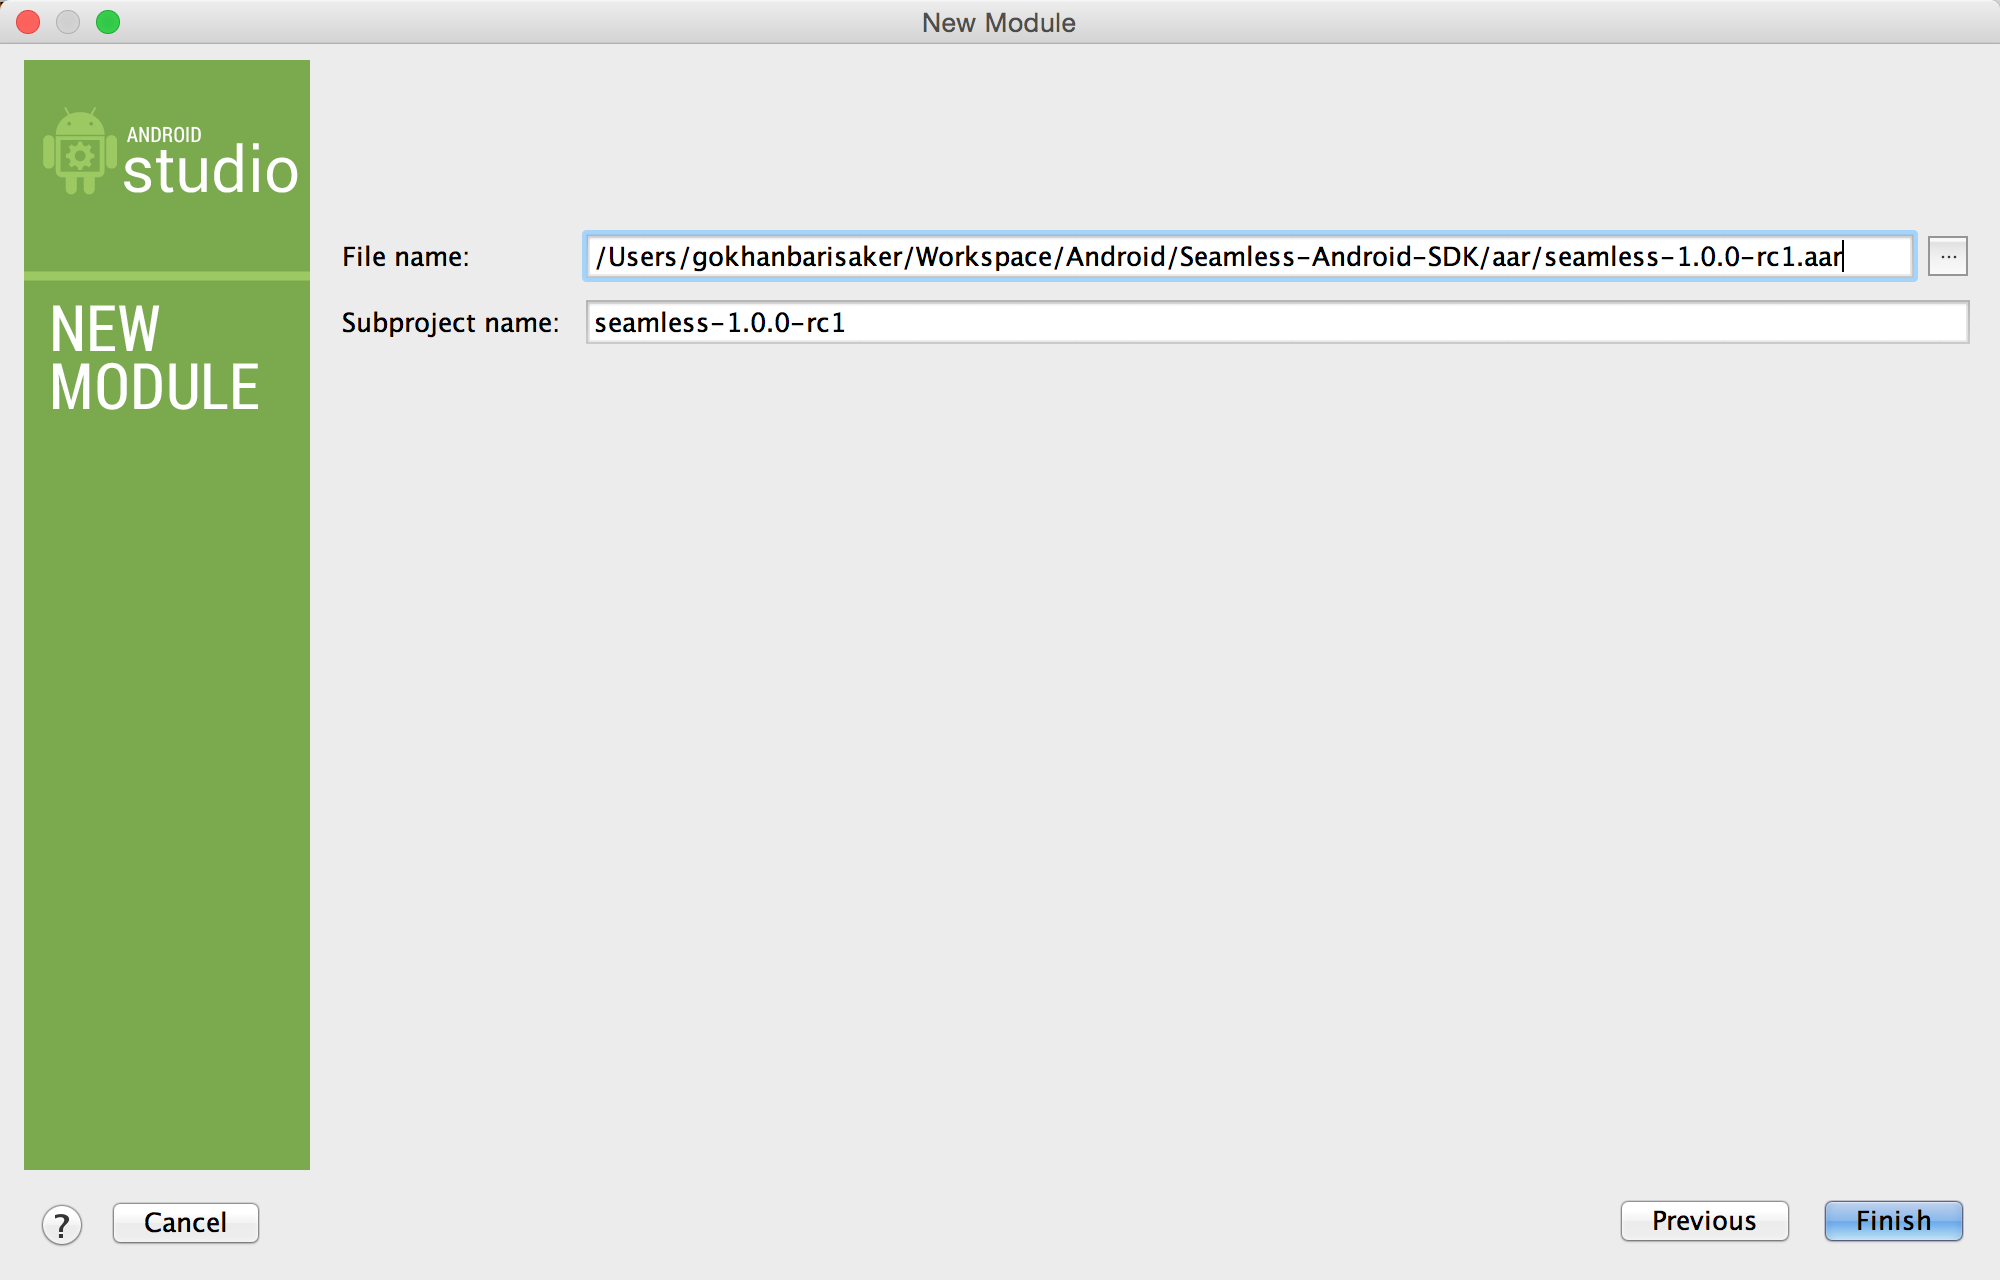 New Module
ANDROID
studio
NEW
MODULE
File name: /Users/gokhanbarisaker/Workspace/Android/Seamless-Android-SDK/aar/seamless-1.0.0-rc1.aar ...
Subproject name: seamless-1.0.0-rc1
? Cancel Previous Finish